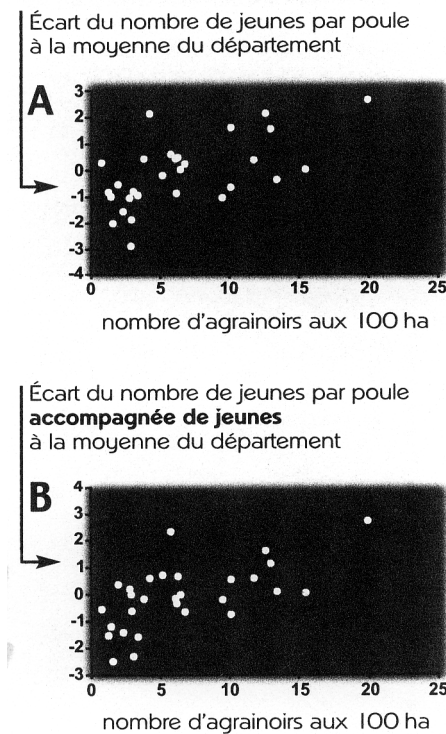 Écart du nombre de jeunes par poule
à la moyenne du département
A
3
2
1
0
-1
-2
-3
-4
0 5 10 15 20 25
nombre d'agrainoirs aux 100 ha
Écart du nombre de jeunes par poule
accompagnée de jeunes
à la moyenne du département
B
4
3
2
1
0
-1
-2
-3
0 5 10 15 20 25
nombre d'agrainoirs aux 100 ha